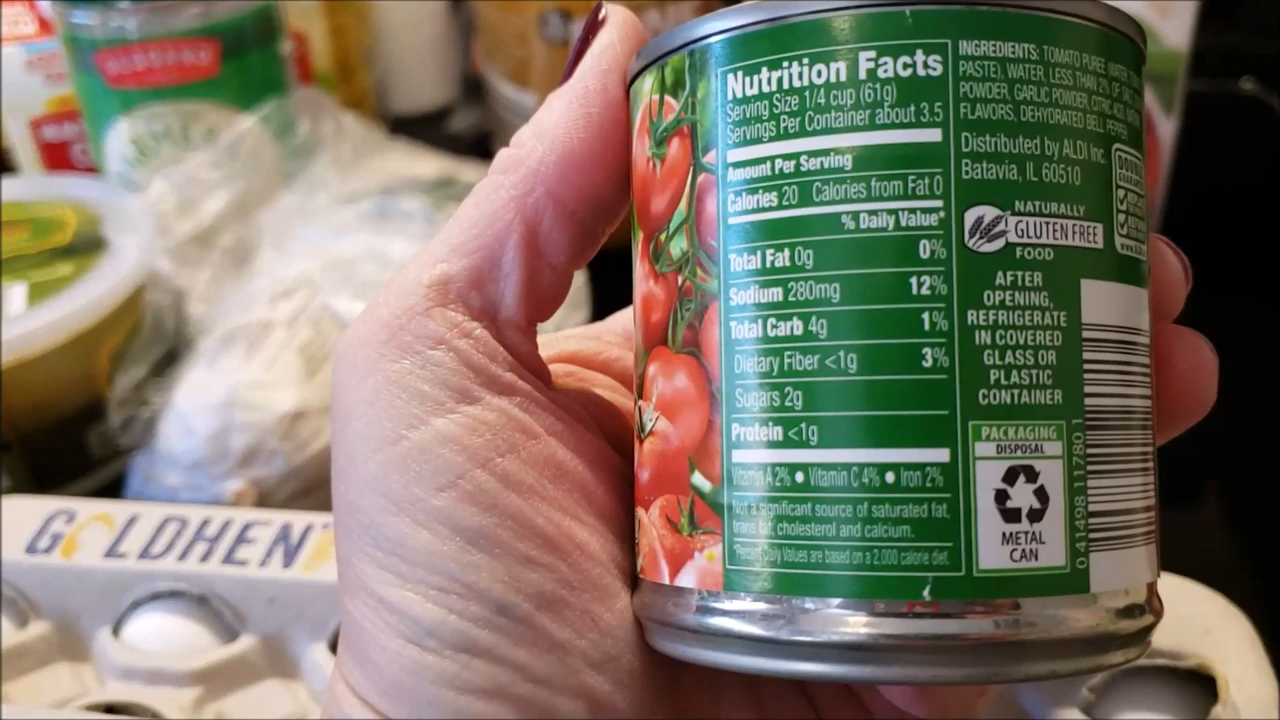 Nutrition Facts
Serving Size 1/4 cup (61g)
Servings Per Container about 3.5
Amount Per Serving
Calories 20 Calories from Fat 0
% Daily Value*
Total Fat 0g 0%
Sodium 280mg 12%
Total Carb 4g 1%
Dietary Fiber <1g 3%
Sugars 2g
Protein <1g
Vitamin A 2% ● Vitamin C 4% ● Iron 2%
Not a significant source of saturated fat,
trans fat, cholesterol and calcium.
*Percent Daily Values are based on a 2,000 calorie diet.
INGREDIENTS: TOMATO PUREE (WATER,
PASTE), WATER, LESS THAN 2% OF SALT
POWDER, GARLIC POWDER, CITRIC ACID,
FLAVORS, DEHYDRATED BELL PEPPER.
Distributed by ALDI Inc.
Batavia, IL 60510
NATURALLY
GLUTEN FREE
FOOD
AFTER
OPENING,
REFRIGERATE
IN COVERED
GLASS OR
PLASTIC
CONTAINER
PACKAGING
DISPOSAL
METAL
CAN
0 41498 11780 1
GOLDHEN